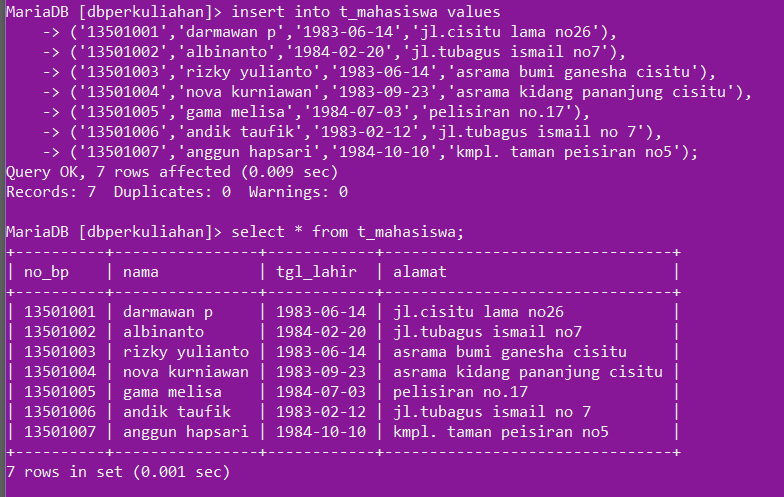 MariaDB [dbperkuliahan]> insert into t_mahasiswa values
    -> ('13501001','darmawan p','1983-06-14','jl.cisitu lama no26'),
    -> ('13501002','albinanto','1984-02-20','jl.tubagus ismail no7'),
    -> ('13501003','rizky yulianto','1983-06-14','asrama bumi ganesha cisitu'),
    -> ('13501004','nova kurniawan','1983-09-23','asrama kidang pananjung cisitu'),
    -> ('13501005','gama melisa','1984-07-03','pelisiran no.17'),
    -> ('13501006','andik taufik','1983-02-12','jl.tubagus ismail no 7'),
    -> ('13501007','anggun hapsari','1984-10-10','kmpl. taman peisiran no5');
Query OK, 7 rows affected (0.009 sec)
Records: 7  Duplicates: 0  Warnings: 0

MariaDB [dbperkuliahan]> select * from t_mahasiswa;
+----------+----------------+------------+--------------------------------+
| no_bp    | nama           | tgl_lahir  | alamat                         |
+----------+----------------+------------+--------------------------------+
| 13501001 | darmawan p     | 1983-06-14 | jl.cisitu lama no26            |
| 13501002 | albinanto      | 1984-02-20 | jl.tubagus ismail no7          |
| 13501003 | rizky yulianto | 1983-06-14 | asrama bumi ganesha cisitu     |
| 13501004 | nova kurniawan | 1983-09-23 | asrama kidang pananjung cisitu |
| 13501005 | gama melisa    | 1984-07-03 | pelisiran no.17                |
| 13501006 | andik taufik   | 1983-02-12 | jl.tubagus ismail no 7         |
| 13501007 | anggun hapsari | 1984-10-10 | kmpl. taman peisiran no5       |
+----------+----------------+------------+--------------------------------+
7 rows in set (0.001 sec)